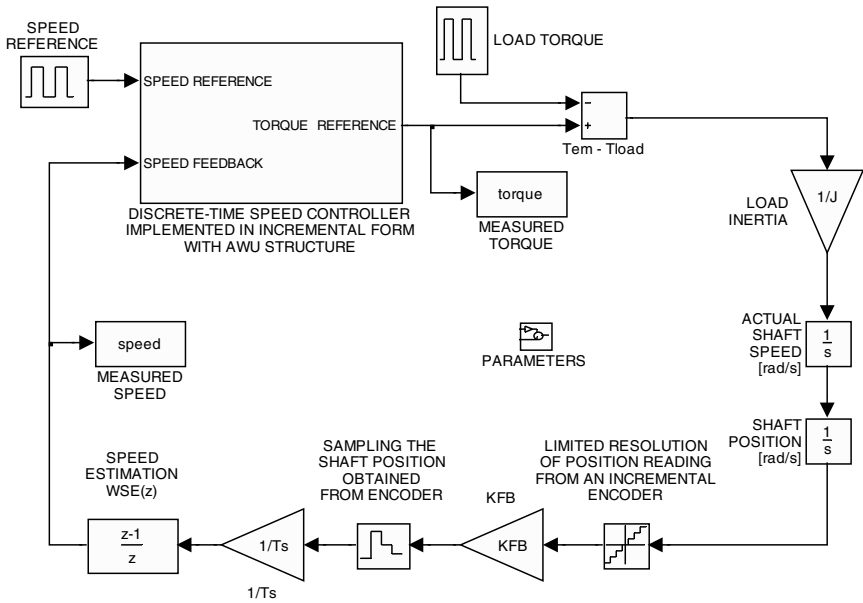 SPEED
REFERENCE
LOAD TORQUE
SPEED REFERENCE
TORQUE REFERENCE
SPEED FEEDBACK
DISCRETE-TIME SPEED CONTROLLER
IMPLEMENTED IN INCREMENTAL FORM
WITH AWU STRUCTURE
−
+
Tem - Tload
torque
MEASURED
TORQUE
1/J
LOAD
INERTIA
speed
MEASURED
SPEED
PARAMETERS
ACTUAL
SHAFT
SPEED
[rad/s]
1
s
SHAFT
POSITION
[rad/s]
1
s
SPEED
ESTIMATION
WSE(z)
z-1
z
1/Ts
1/Ts
SAMPLING THE
SHAFT POSITION
OBTAINED
FROM ENCODER
KFB
KFB
LIMITED RESOLUTION
OF POSITION READING
FROM AN INCREMENTAL
ENCODER